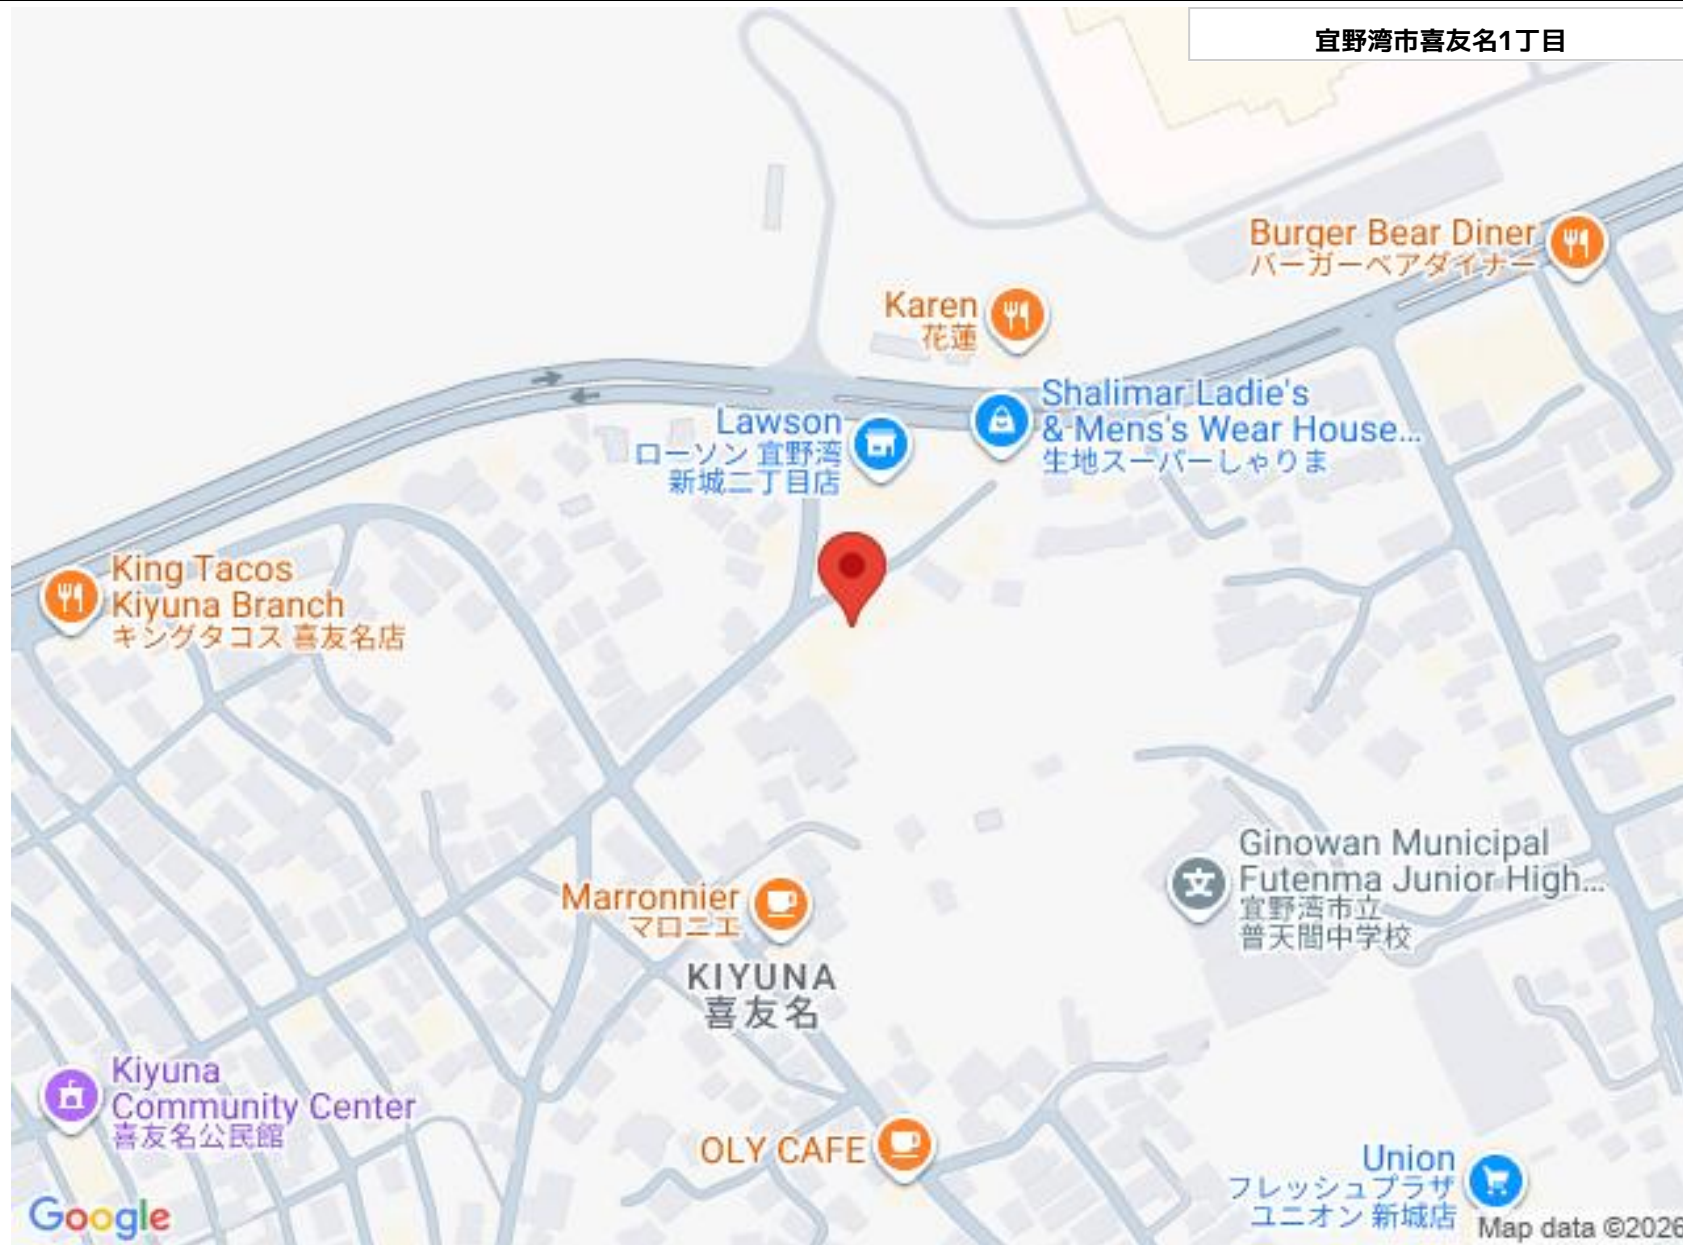 宜野湾市喜友名1丁目
Burger Bear Diner
バーガーベアダイナー
Karen
花蓮
Shalimar Ladie's
& Mens's Wear House...
生地スーパーしゃりま
Lawson
ローソン 宜野湾
新城二丁目店
King Tacos
Kiyuna Branch
キングタコス 喜友名店
Ginowan Municipal
Futenma Junior High...
宜野湾市立
普天間中学校
Marronnier
マロニエ
KIYUNA
喜友名
Kiyuna
Community Center
喜友名公民館
OLY CAFE
Union
フレッシュプラザ
ユニオン 新城店
Google
Map data ©2026